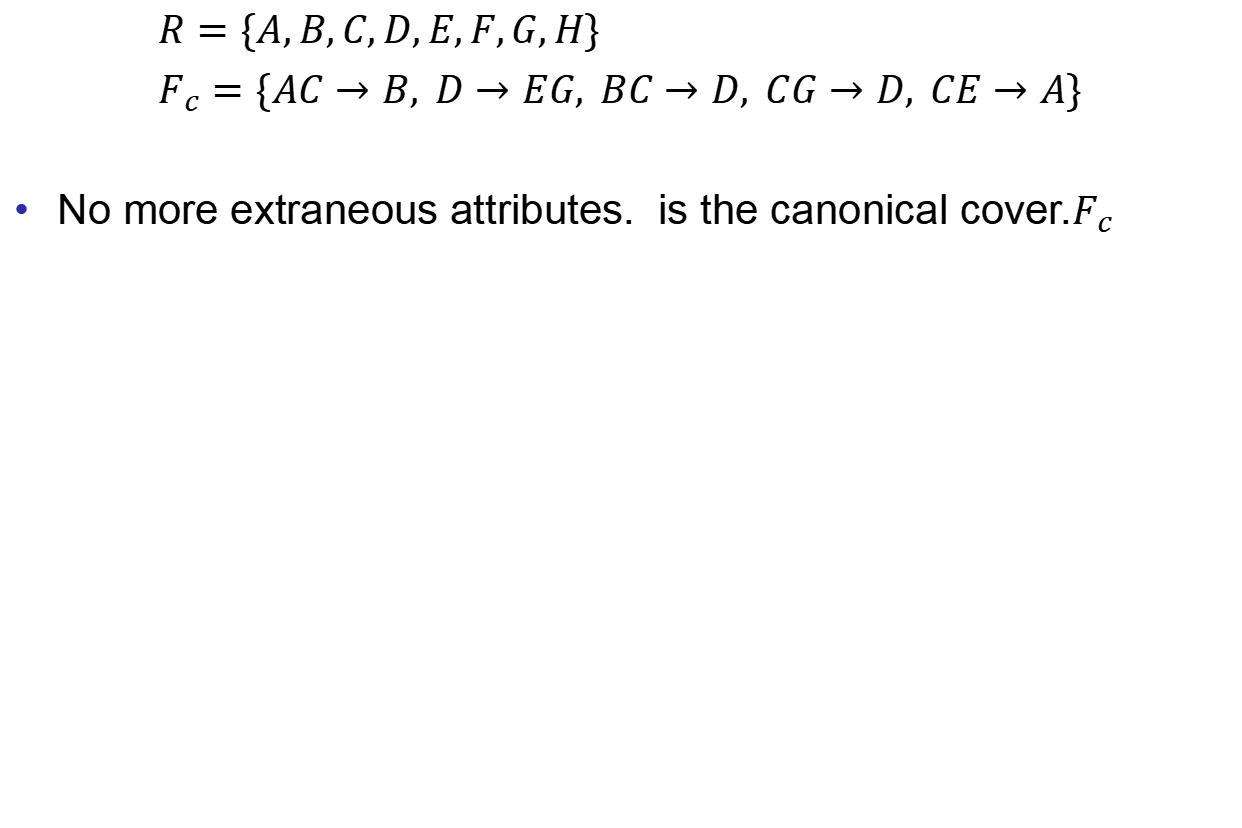 R = {A, B, C, D, E, F, G, H}
F_c = {AC → B, D → EG, BC → D, CG → D, CE → A}
• No more extraneous attributes.  is the canonical cover.F_c